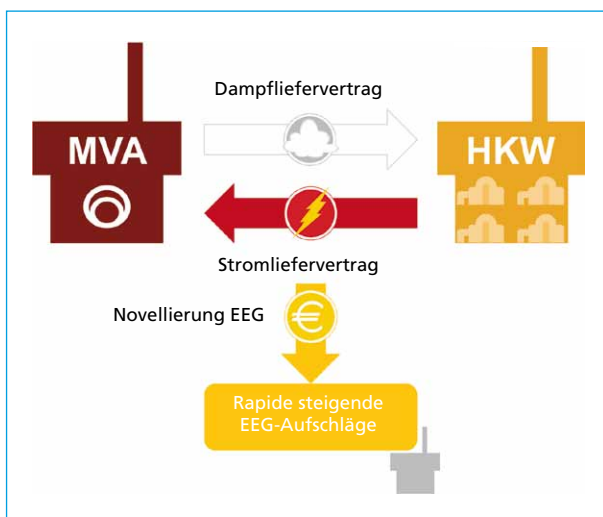 Dampfliefervertrag
MVA
HKW
Stromliefervertrag
Novellierung EEG
€
Rapide steigende
EEG-Aufschläge